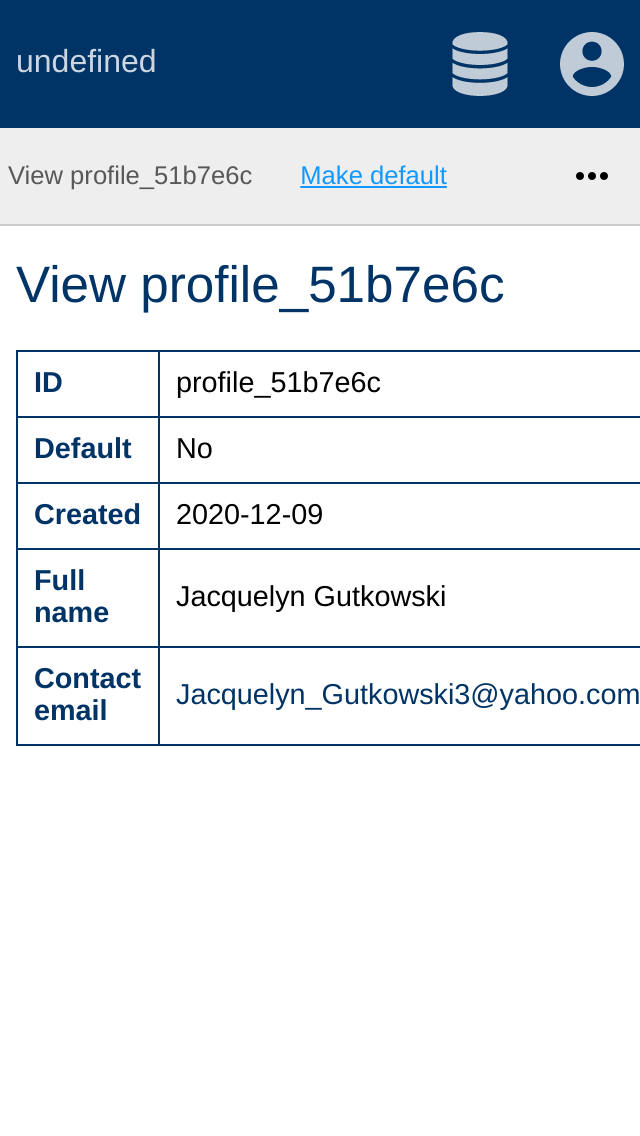 undefined
View profile_51b7e6c Make default
View profile_51b7e6c
ID profile_51b7e6c
Default No
Created 2020-12-09
Full name Jacquelyn Gutkowski
Contact email Jacquelyn_Gutkowski3@yahoo.com